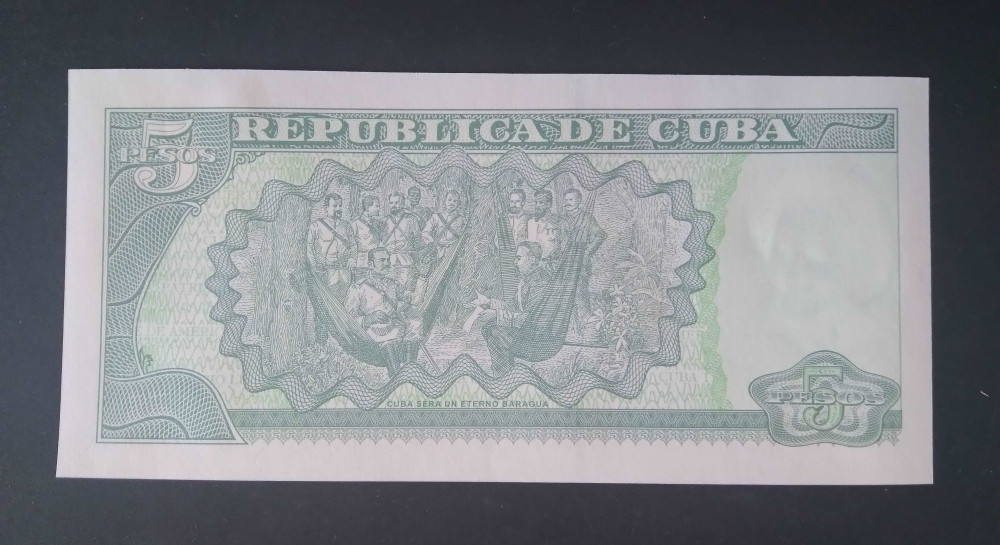 REPUBLICA DE CUBA
5
PESOS
CUBA SERA UN ETERNO BARAGUA
5
PESOS